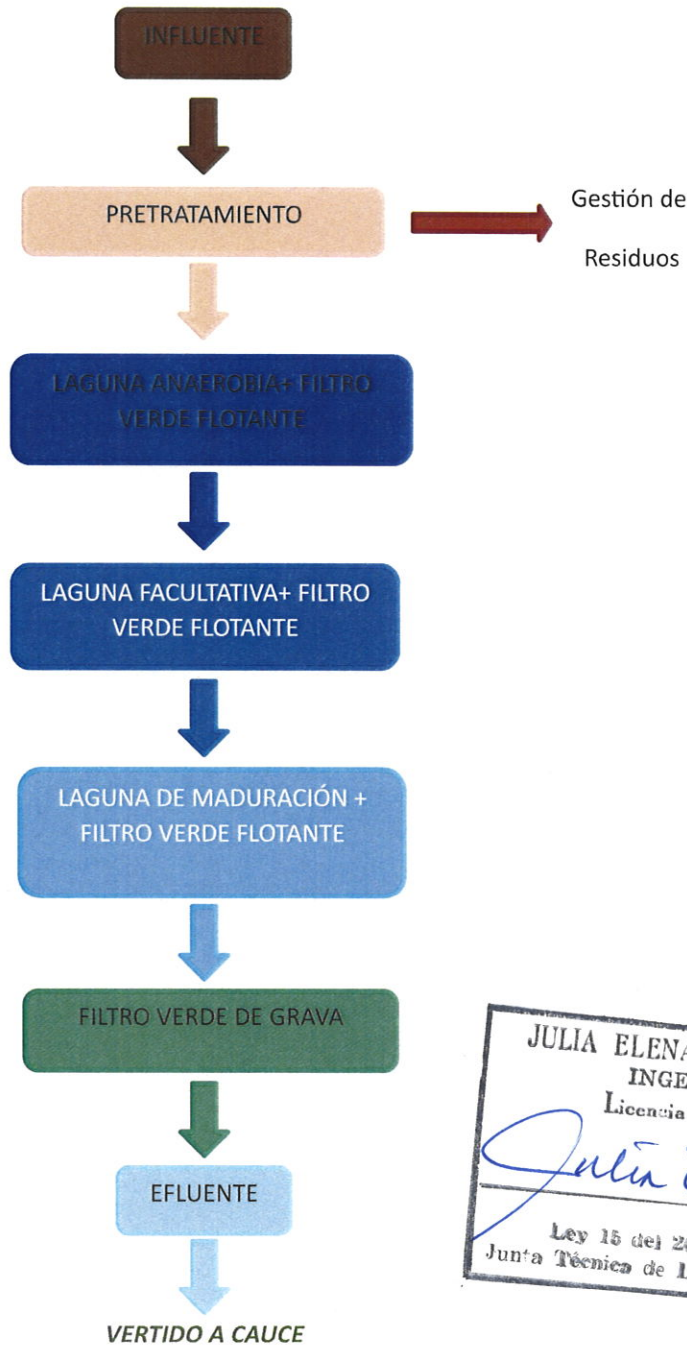 INFLUENTE
PRETRATAMIENTO
Gestión de
Residuos
LAGUNA ANAEROBIA+ FILTRO
VERDE FLOTANTE
LAGUNA FACULTATIVA+ FILTRO
VERDE FLOTANTE
LAGUNA DE MADURACIÓN +
FILTRO VERDE FLOTANTE
FILTRO VERDE DE GRAVA
EFLUENTE
VERTIDO A CAUCE
JULIA ELENA
INGE
Licencia
Julia
Ley 15 del 2
Junta Técnica de I